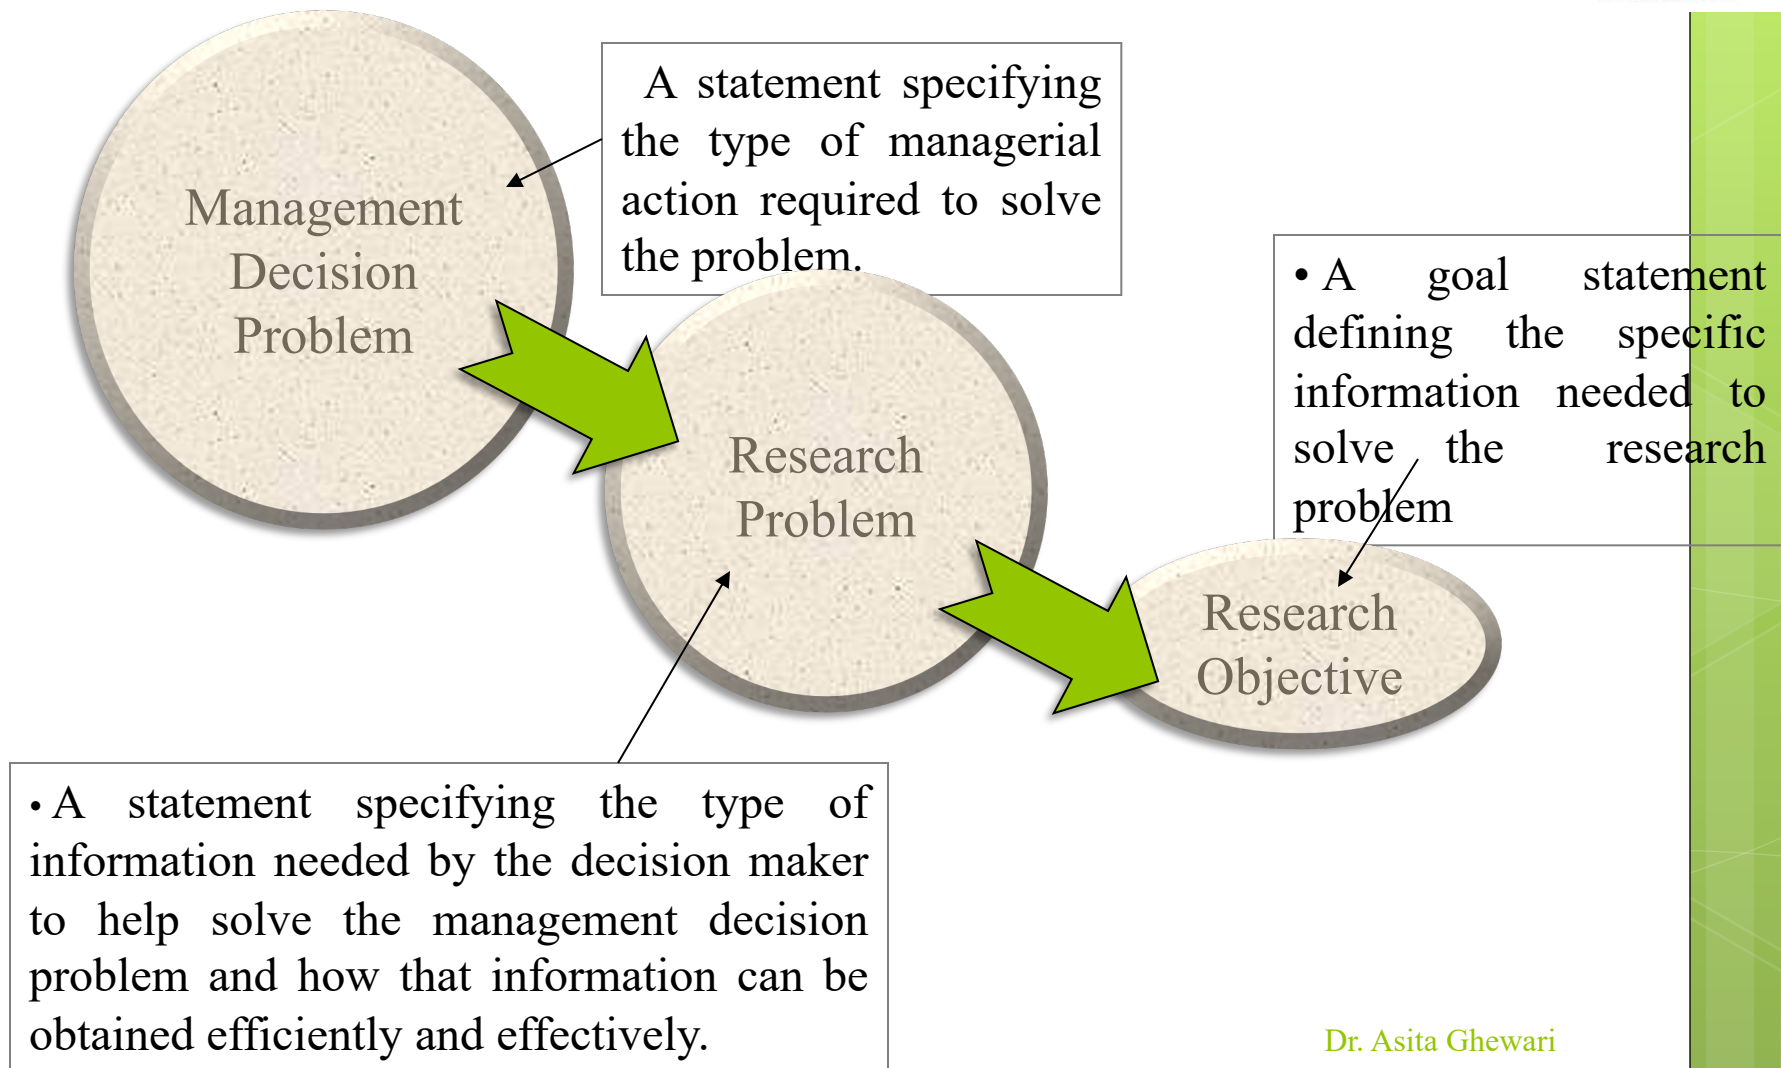 Management
Decision
Problem
A statement specifying
the type of managerial
action required to solve
the problem.
Research
Problem
• A goal statement
defining the specific
information needed to
solve the research
problem
Research
Objective
• A statement specifying the type of
information needed by the decision maker
to help solve the management decision
problem and how that information can be
obtained efficiently and effectively.
Dr. Asita Ghewari